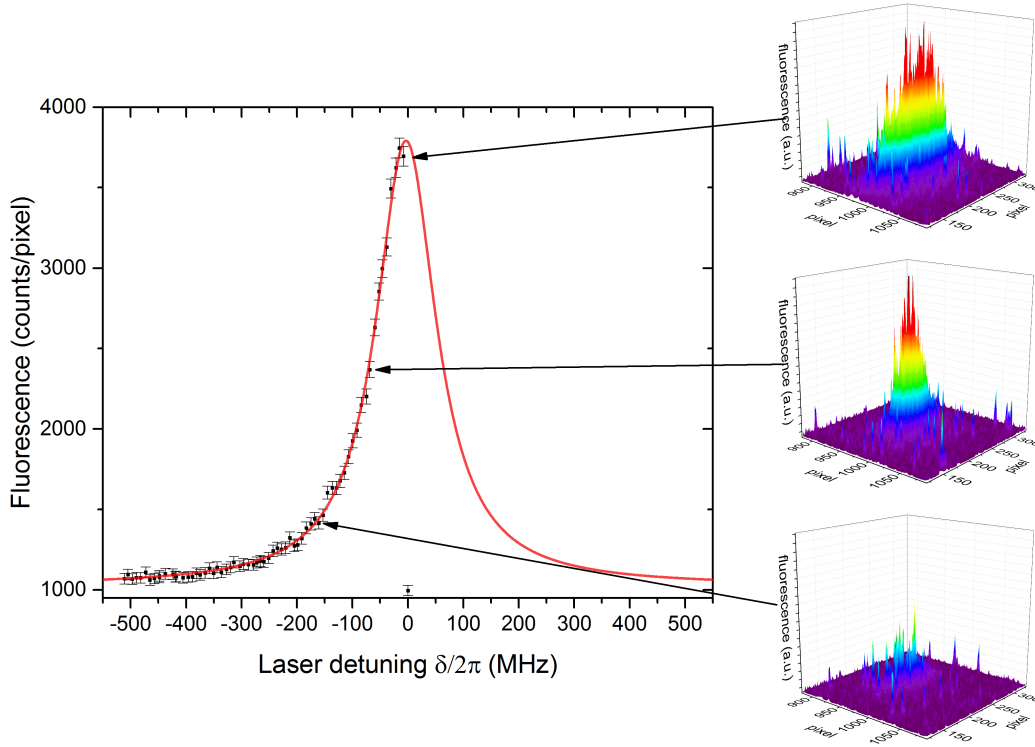 4000
3000
2000
1000
Fluorescence (counts/pixel)
-500 -400 -300 -200 -100 0 100 200 300 400 500
Laser detuning δ/2π (MHz)
fluorescence (a.u.)
900 950 1000 1050
pixel
150 200 250 300
pixel
fluorescence (a.u.)
900 950 1000 1050
pixel
150 200 250 300
pixel
fluorescence (a.u.)
900 950 1000 1050
pixel
150 200 250 300
pixel